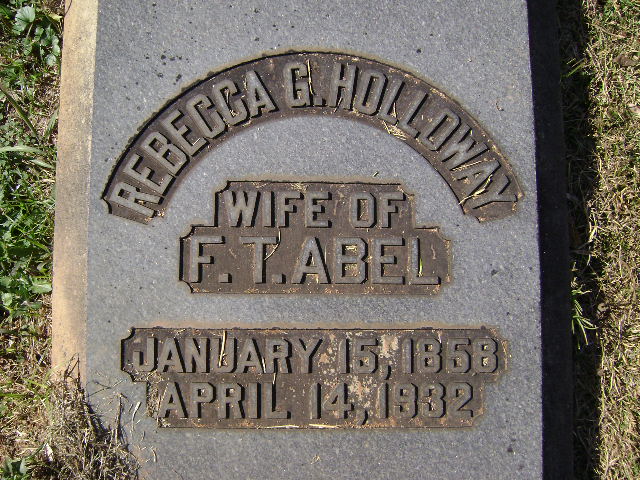 REBECCA G. HOLLOWAY
WIFE OF
F. T. ABEL
JANUARY 15, 1858
APRIL 14, 1932